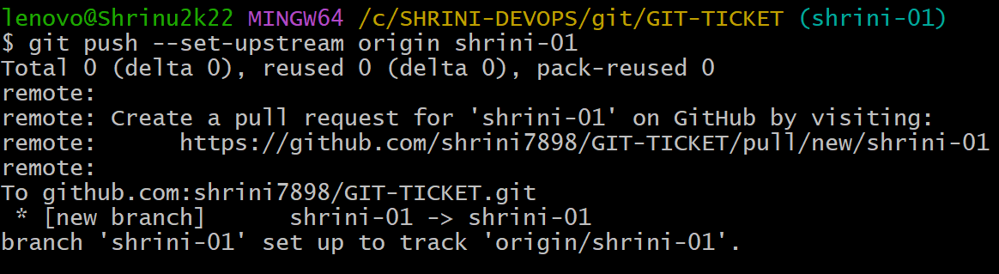 lenovo@Shrinu2k22 MINGW64 /c/SHRINI-DEVOPS/git/GIT-TICKET (shrini-01)
$ git push --set-upstream origin shrini-01
Total 0 (delta 0), reused 0 (delta 0), pack-reused 0
remote:
remote: Create a pull request for 'shrini-01' on GitHub by visiting:
remote:      https://github.com/shrini7898/GIT-TICKET/pull/new/shrini-01
remote:
To github.com:shrini7898/GIT-TICKET.git
 * [new branch]      shrini-01 -> shrini-01
branch 'shrini-01' set up to track 'origin/shrini-01'.